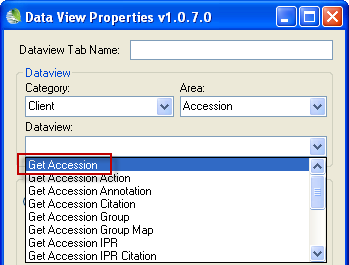 Data View Properties v1.0.7.0
Dataview Tab Name:
Dataview
Category:
Area:
Client
Accession
Dataview:
Get Accession
Get Accession Action
Get Accession Annotation
Get Accession Citation
Get Accession Group
Get Accession Group Map
Get Accession IPR
Get Accession IPR Citation